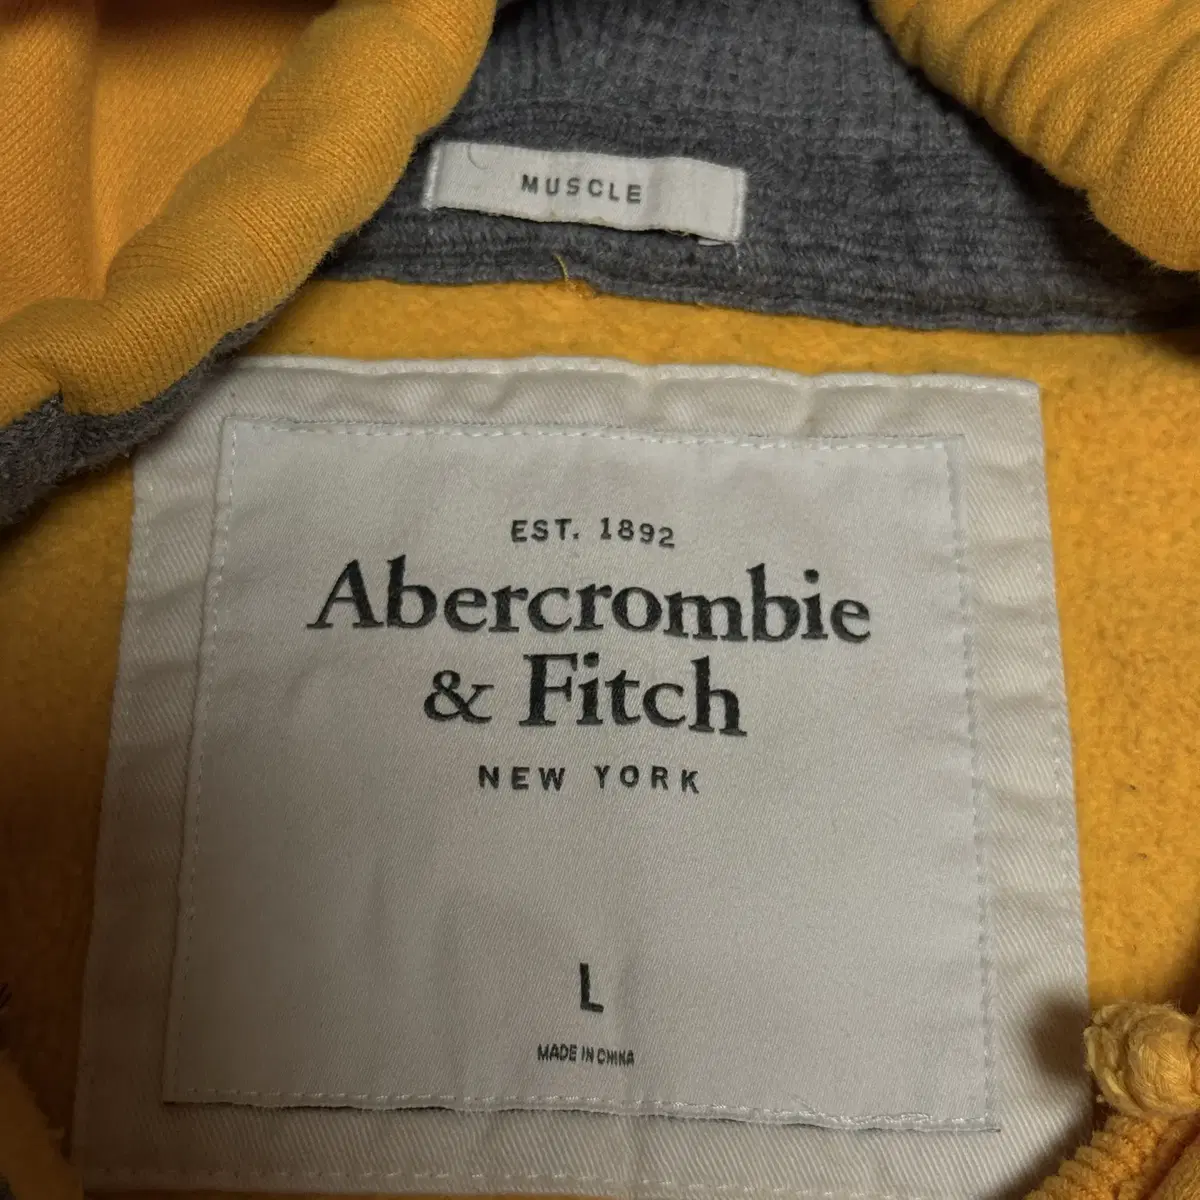 MUSCLE
EST. 1892
Abercrombie
& Fitch
NEW YORK
L
MADE IN CHINA